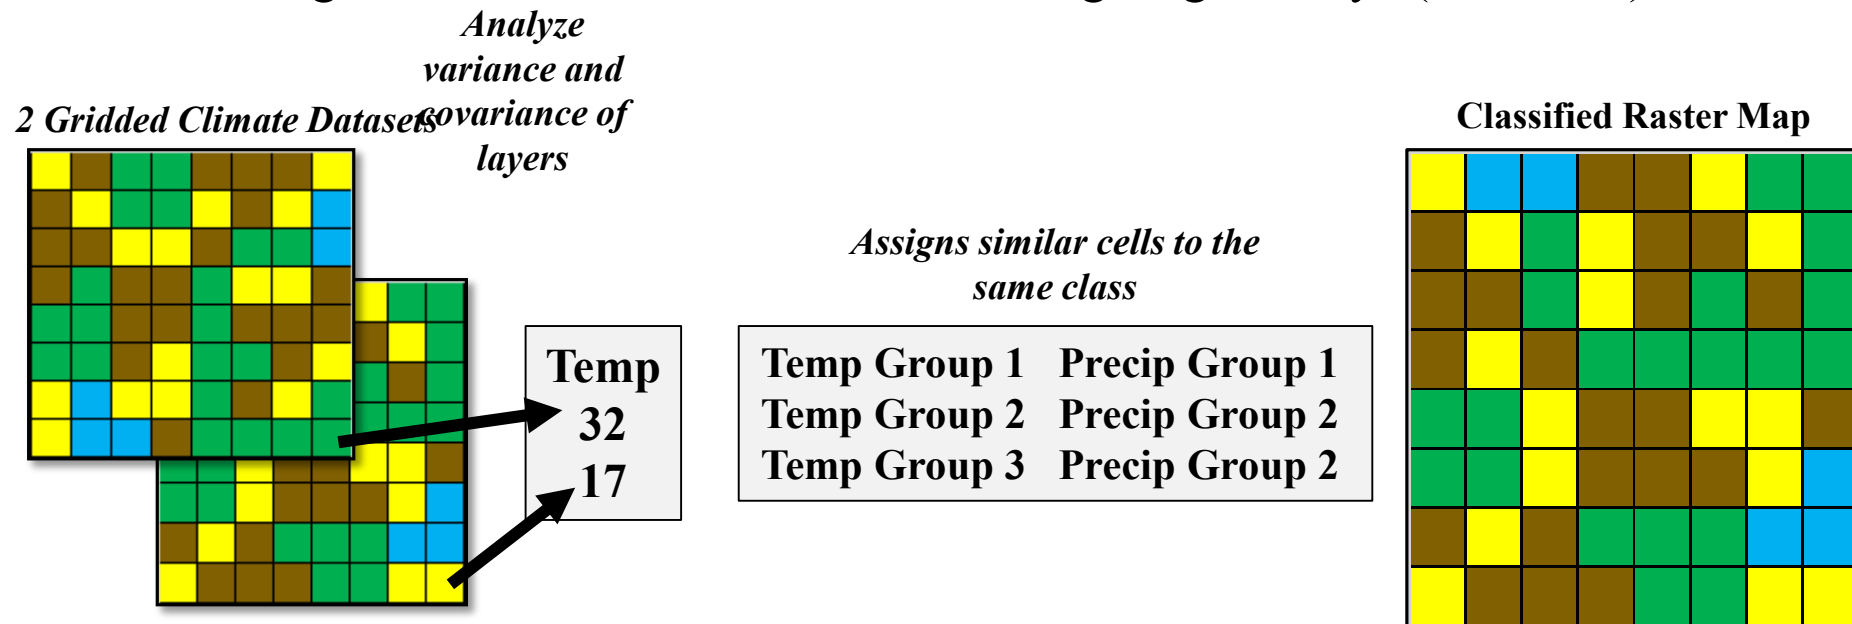 Analyze
variance and
covariance of
layers
2 Gridded Climate Datasets
Classified Raster Map
Assigns similar cells to the
same class
Temp
32
17
Temp Group 1 Precip Group 1
Temp Group 2 Precip Group 2
Temp Group 3 Precip Group 2